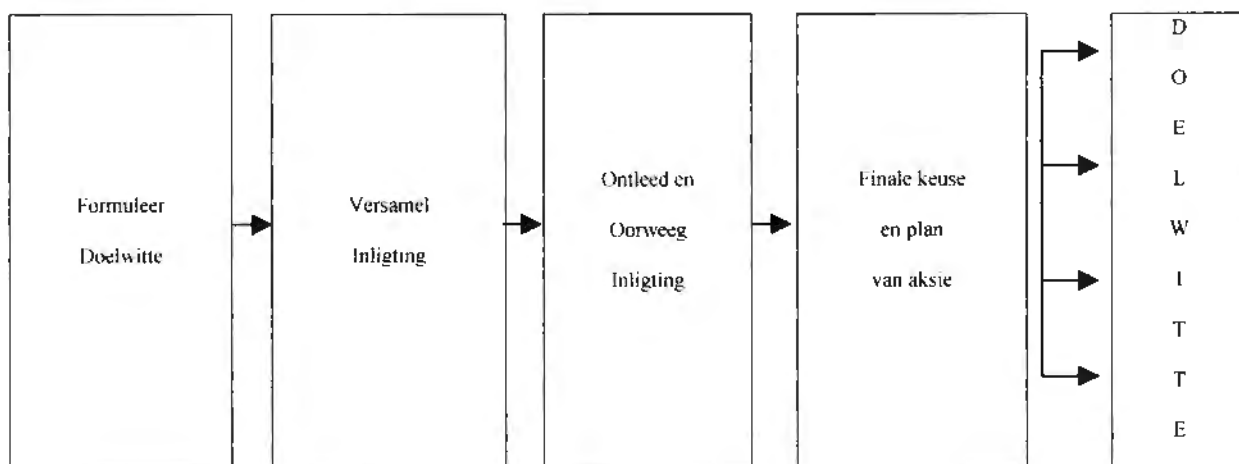 Formuleer
Doelwitte
Versamel
Inligting
Ontleed en
Oorweeg
Inligting
Finale keuse
en plan
van aksie
D
O
E
L
W
I
T
T
E